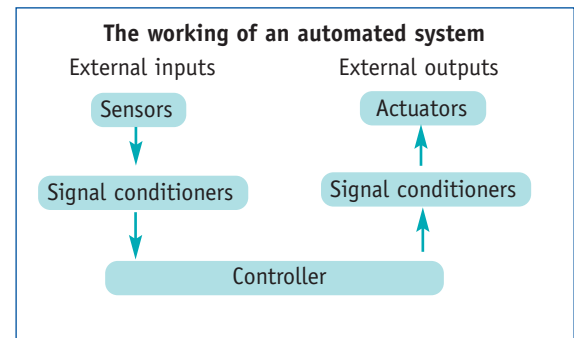 The working of an automated system
External inputs
External outputs
Sensors
Actuators
Signal conditioners
Signal conditioners
Controller